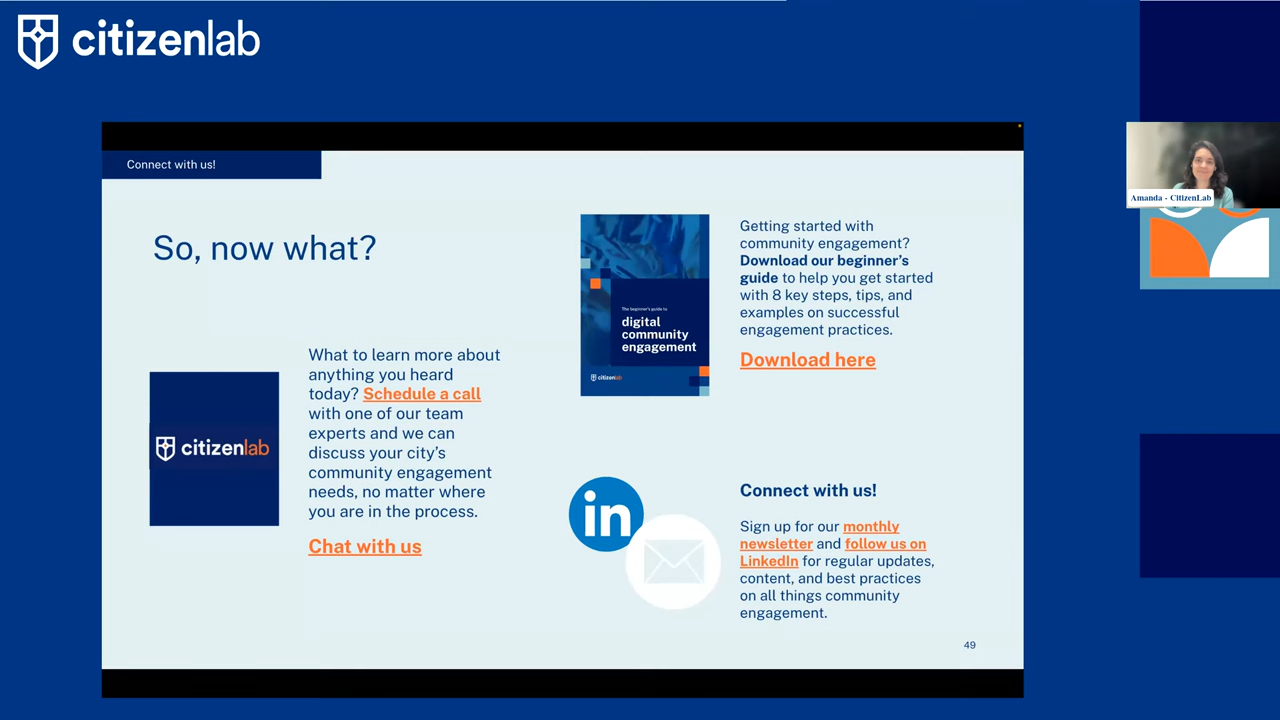 citizenlab
Connect with us!
So, now what?
What to learn more about
anything you heard
today? Schedule a call
with one of our team
experts and we can
discuss your city's
community engagement
needs, no matter where
you are in the process.
Chat with us
citizenlab
The beginner's guide to
digital
community
engagement
citizenlab
Getting started with
community engagement?
Download our beginner's
guide to help you get started
with 8 key steps, tips, and
examples on successful
engagement practices.
Download here
in
Connect with us!
Sign up for our monthly
newsletter and follow us on
LinkedIn for regular updates,
content, and best practices
on all things community
engagement.
49
Amanda - CitizenLab